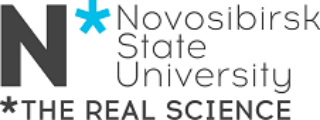 N*
Novosibirsk
State
University
*THE REAL SCIENCE